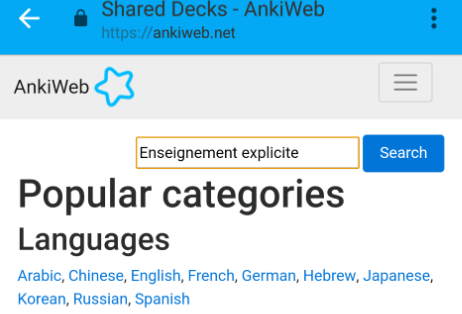 Shared Decks - AnkiWeb
https://ankiweb.net
AnkiWeb
Enseignement explicite
Search
Popular categories
Languages
Arabic, Chinese, English, French, German, Hebrew, Japanese,
Korean, Russian, Spanish